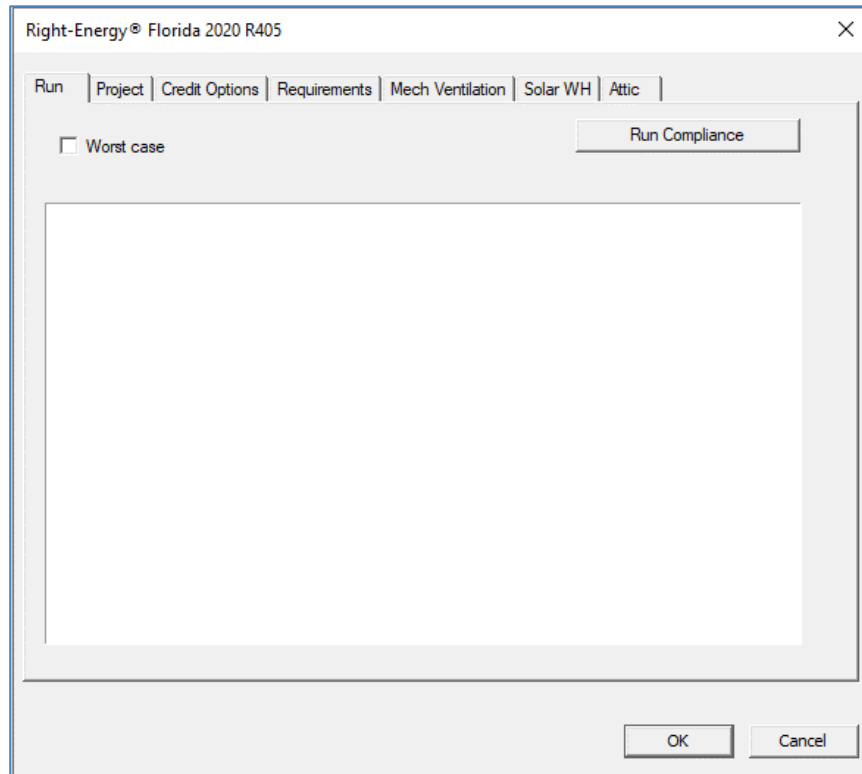 Right-Energy® Florida 2020 R405
Run Project Credit Options Requirements Mech Ventilation Solar WH Attic
Worst case
Run Compliance
OK Cancel